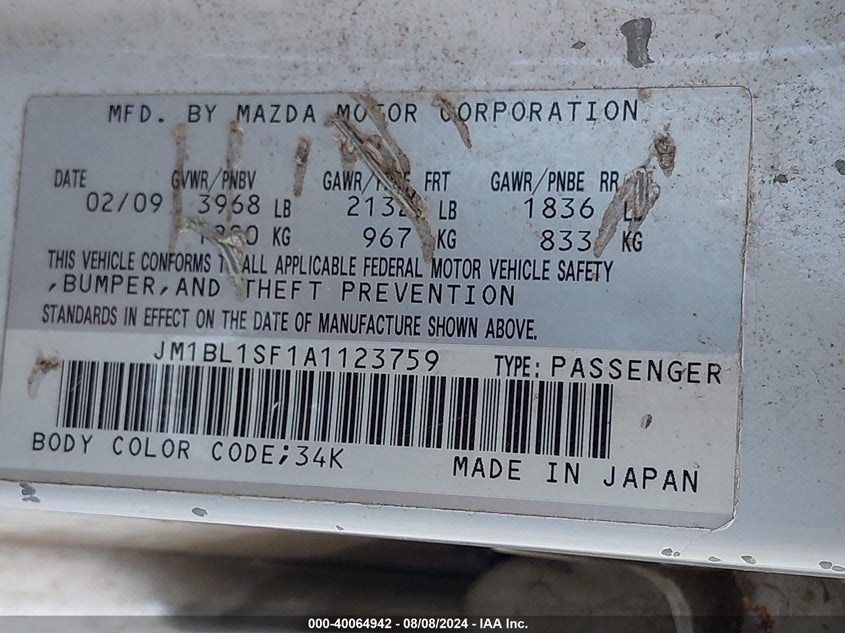 MFD. BY MAZDA MOTOR CORPORATION
DATE GVWR/PNBV FRT GAWR/PNBE RR
02/09 3968 LB LB 1836
KG 967 KG 833 KG
THIS VEHICLE CONFORMS TO ALL APPLICABLE FEDERAL MOTOR VEHICLE SAFETY
,BUMPER,AND THEFT PREVENTION
STANDARDS IN EFFECT ON THE DATE OF MANUFACTURE SHOWN ABOVE.
JM1BL1SF1A1123759 TYPE: PASSENGER
BODY COLOR CODE;34K
MADE IN JAPAN
000-40064942 - 08/08/2024 - IAA Inc.